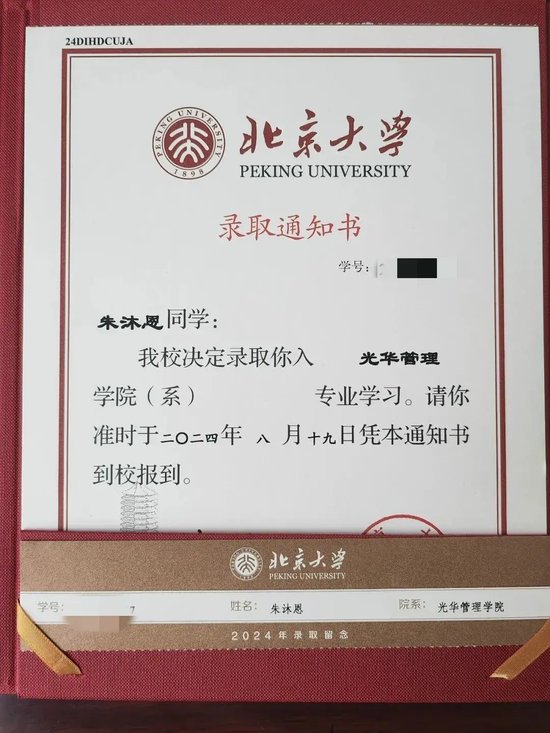 24DIHDCUJA
PEKING UNIVERSITY
1898
北京大学
PEKING UNIVERSITY
录取通知书
学号:
朱沐恩同学:
我校决定录取你入 光华管理
学院（系） 专业学习。请你
准时于二〇二四年 八 月十九日凭本通知书
到校报到。
北京大学
PEKING UNIVERSITY
学号: 7 姓名: 朱沐恩 院系: 光华管理学院
2024年录取留念